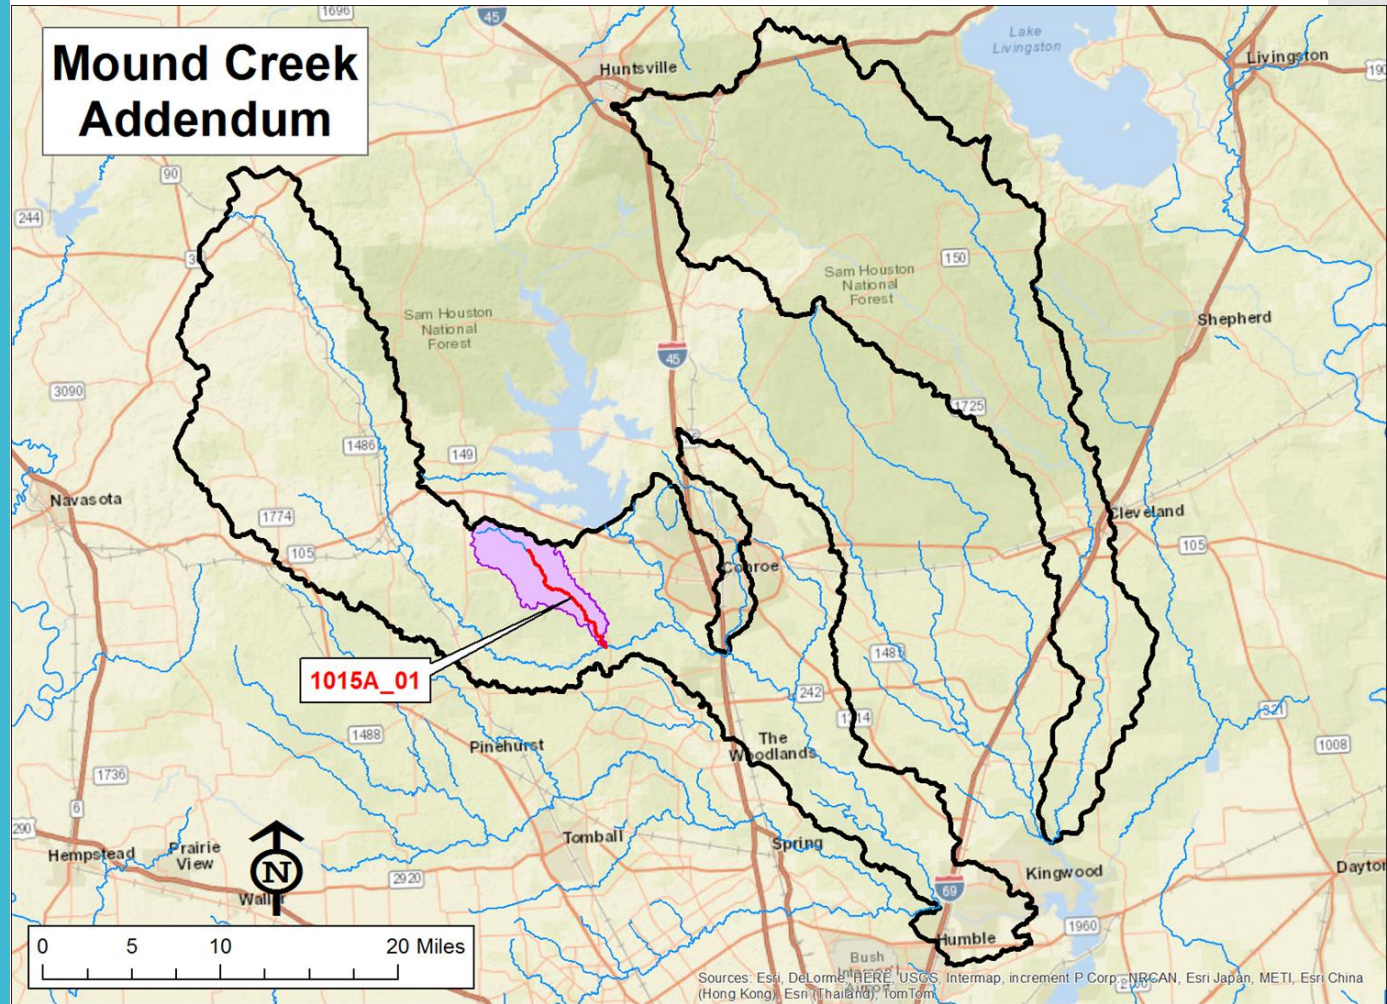 1696
45
Mound Creek
Addendum
Huntsville
Lake
Livingston
Livingston
190
90
244
Sam Houston
National
Forest
150
Sam Houston
National
Forest
Shepherd
45
3090
1725
1486
149
Navasota
1774
Cleveland
105
105
Conroe
1485
1015A_01
242
1314
321
1488
Pinehurst
The
Woodlands
1008
1736
6
290
Tomball
Spring
Hempstead
Prairie
View
N
Kingwood
Dayton
2920
69
Waller
1960
Humble
0 5 10 20 Miles
Bush
Sources: Esri, DeLorme, HERE, USGS, Intermap, increment P Corp., NRCAN, Esri Japan, METI, Esri China
(Hong Kong), Esri (Thailand), TomTom